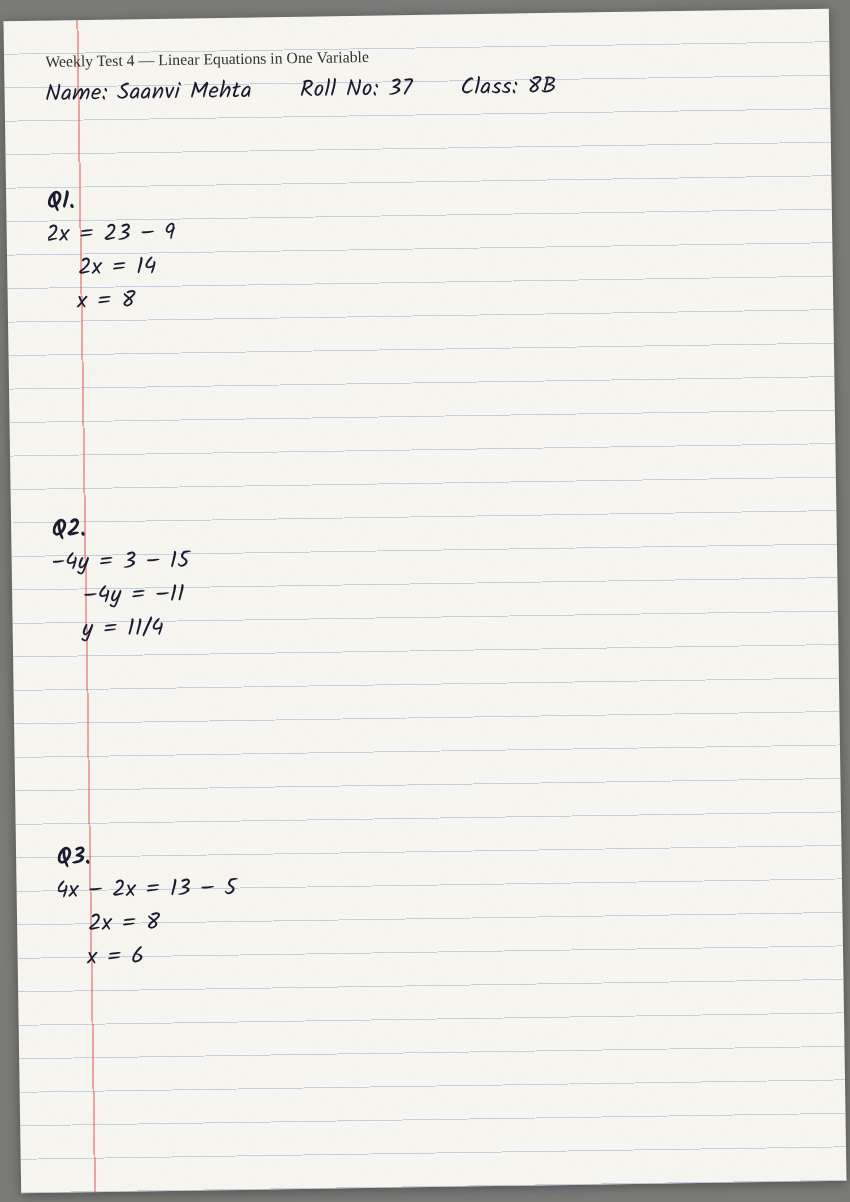 Weekly Test 4 — Linear Equations in One Variable
Name: Saanvi Mehta Roll No: 37 Class: 8B
Q1.
2x = 23 – 9
2x = 14
x = 8
Q2.
–4y = 3 – 15
–4y = –11
y = 11/4
Q3.
4x – 2x = 13 – 5
2x = 8
x = 6